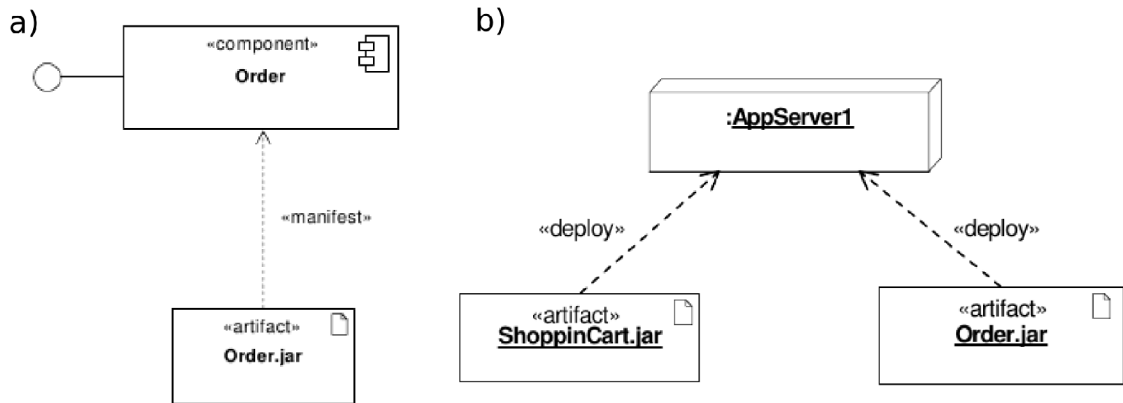 a)
«component»
Order
«manifest»
«artifact»
Order.jar
b)
:AppServer1
«deploy»
«deploy»
«artifact»
ShoppinCart.jar
«artifact»
Order.jar